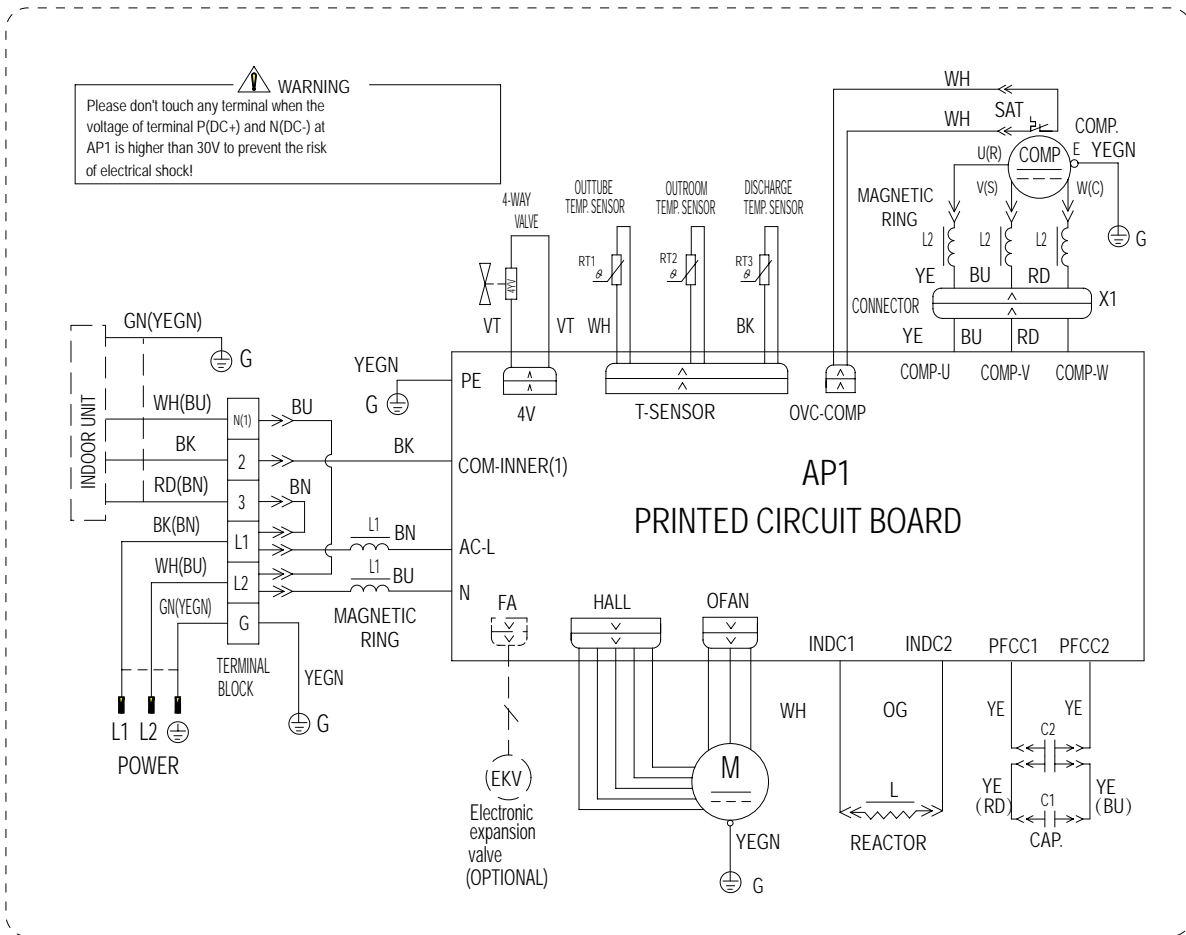 WARNING
Please don't touch any terminal when the
voltage of terminal P(DC+) and N(DC-) at
AP1 is higher than 30V to prevent the risk
of electrical shock!
WH
WH
SAT
COMP.
COMP
E YEGN
U(R)
V(S)
W(C)
MAGNETIC
RING
L2
L2
L2
G
YE
BU
RD
CONNECTOR
X1
YE
BU
RD
4-WAY
VALVE
4YV
VT
VT
OUTTUBE
TEMP. SENSOR
RT1
θ
WH
OUTROOM
TEMP. SENSOR
RT2
θ
DISCHARGE
TEMP. SENSOR
RT3
θ
BK
GN(YEGN)
G
INDOOR UNIT
WH(BU)
BK
RD(BN)
BK(BN)
WH(BU)
GN(YEGN)
N(1)
2
3
L1
L2
G
BU
BN
TERMINAL
BLOCK
YEGN
G
L1 L2
POWER
YEGN
G
BK
L1
BN
L1
BU
MAGNETIC
RING
PE
4V
T-SENSOR
OVC-COMP
COMP-U
COMP-V
COMP-W
COM-INNER(1)
AP1
PRINTED CIRCUIT BOARD
AC-L
N
FA
HALL
OFAN
INDC1
INDC2
PFCC1
PFCC2
EKV
Electronic
expansion
valve
(OPTIONAL)
M
YEGN
G
WH
OG
L
REACTOR
YE
YE
C2
YE
(RD)
C1
YE
(BU)
CAP.